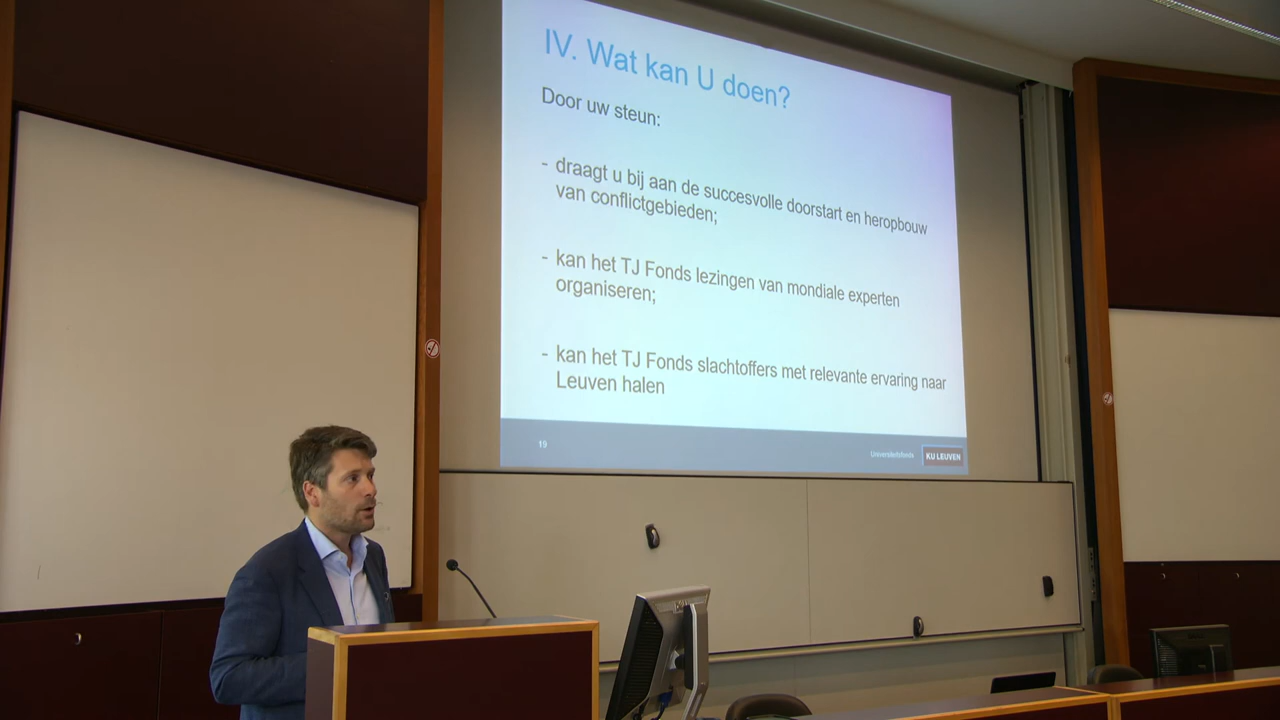 IV. Wat kan U doen?
Door uw steun:
- draagt u bij aan de succesvolle doorstart en heropbouw
van conflictgebieden;
- kan het TJ Fonds lezingen van mondiale experten
organiseren;
- kan het TJ Fonds slachtoffers met relevante ervaring naar
Leuven halen
19
Universiteitsfonds
KU LEUVEN